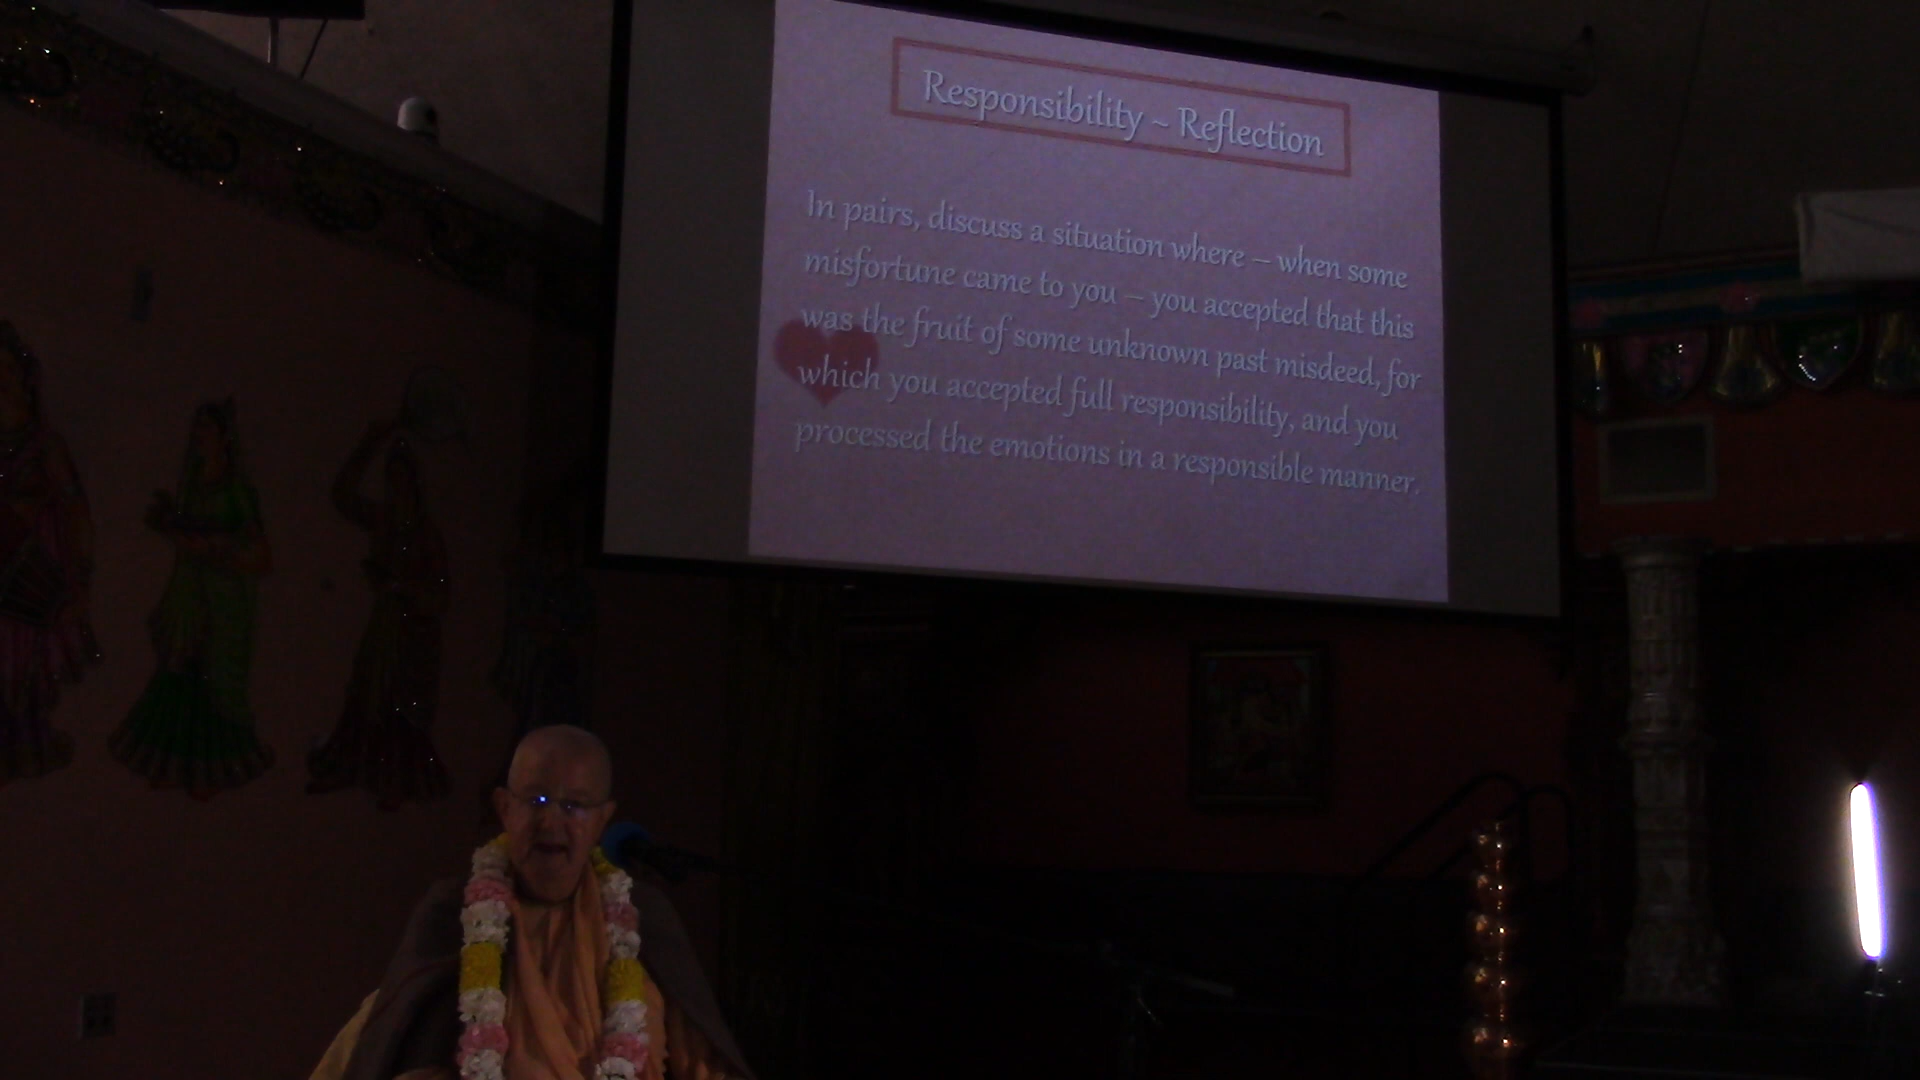 Responsibility ~ Reflection
In pairs, discuss a situation where – when some
misfortune came to you – you accepted that this
was the fruit of some unknown past misdeed, for
which you accepted full responsibility, and you
processed the emotions in a responsible manner.